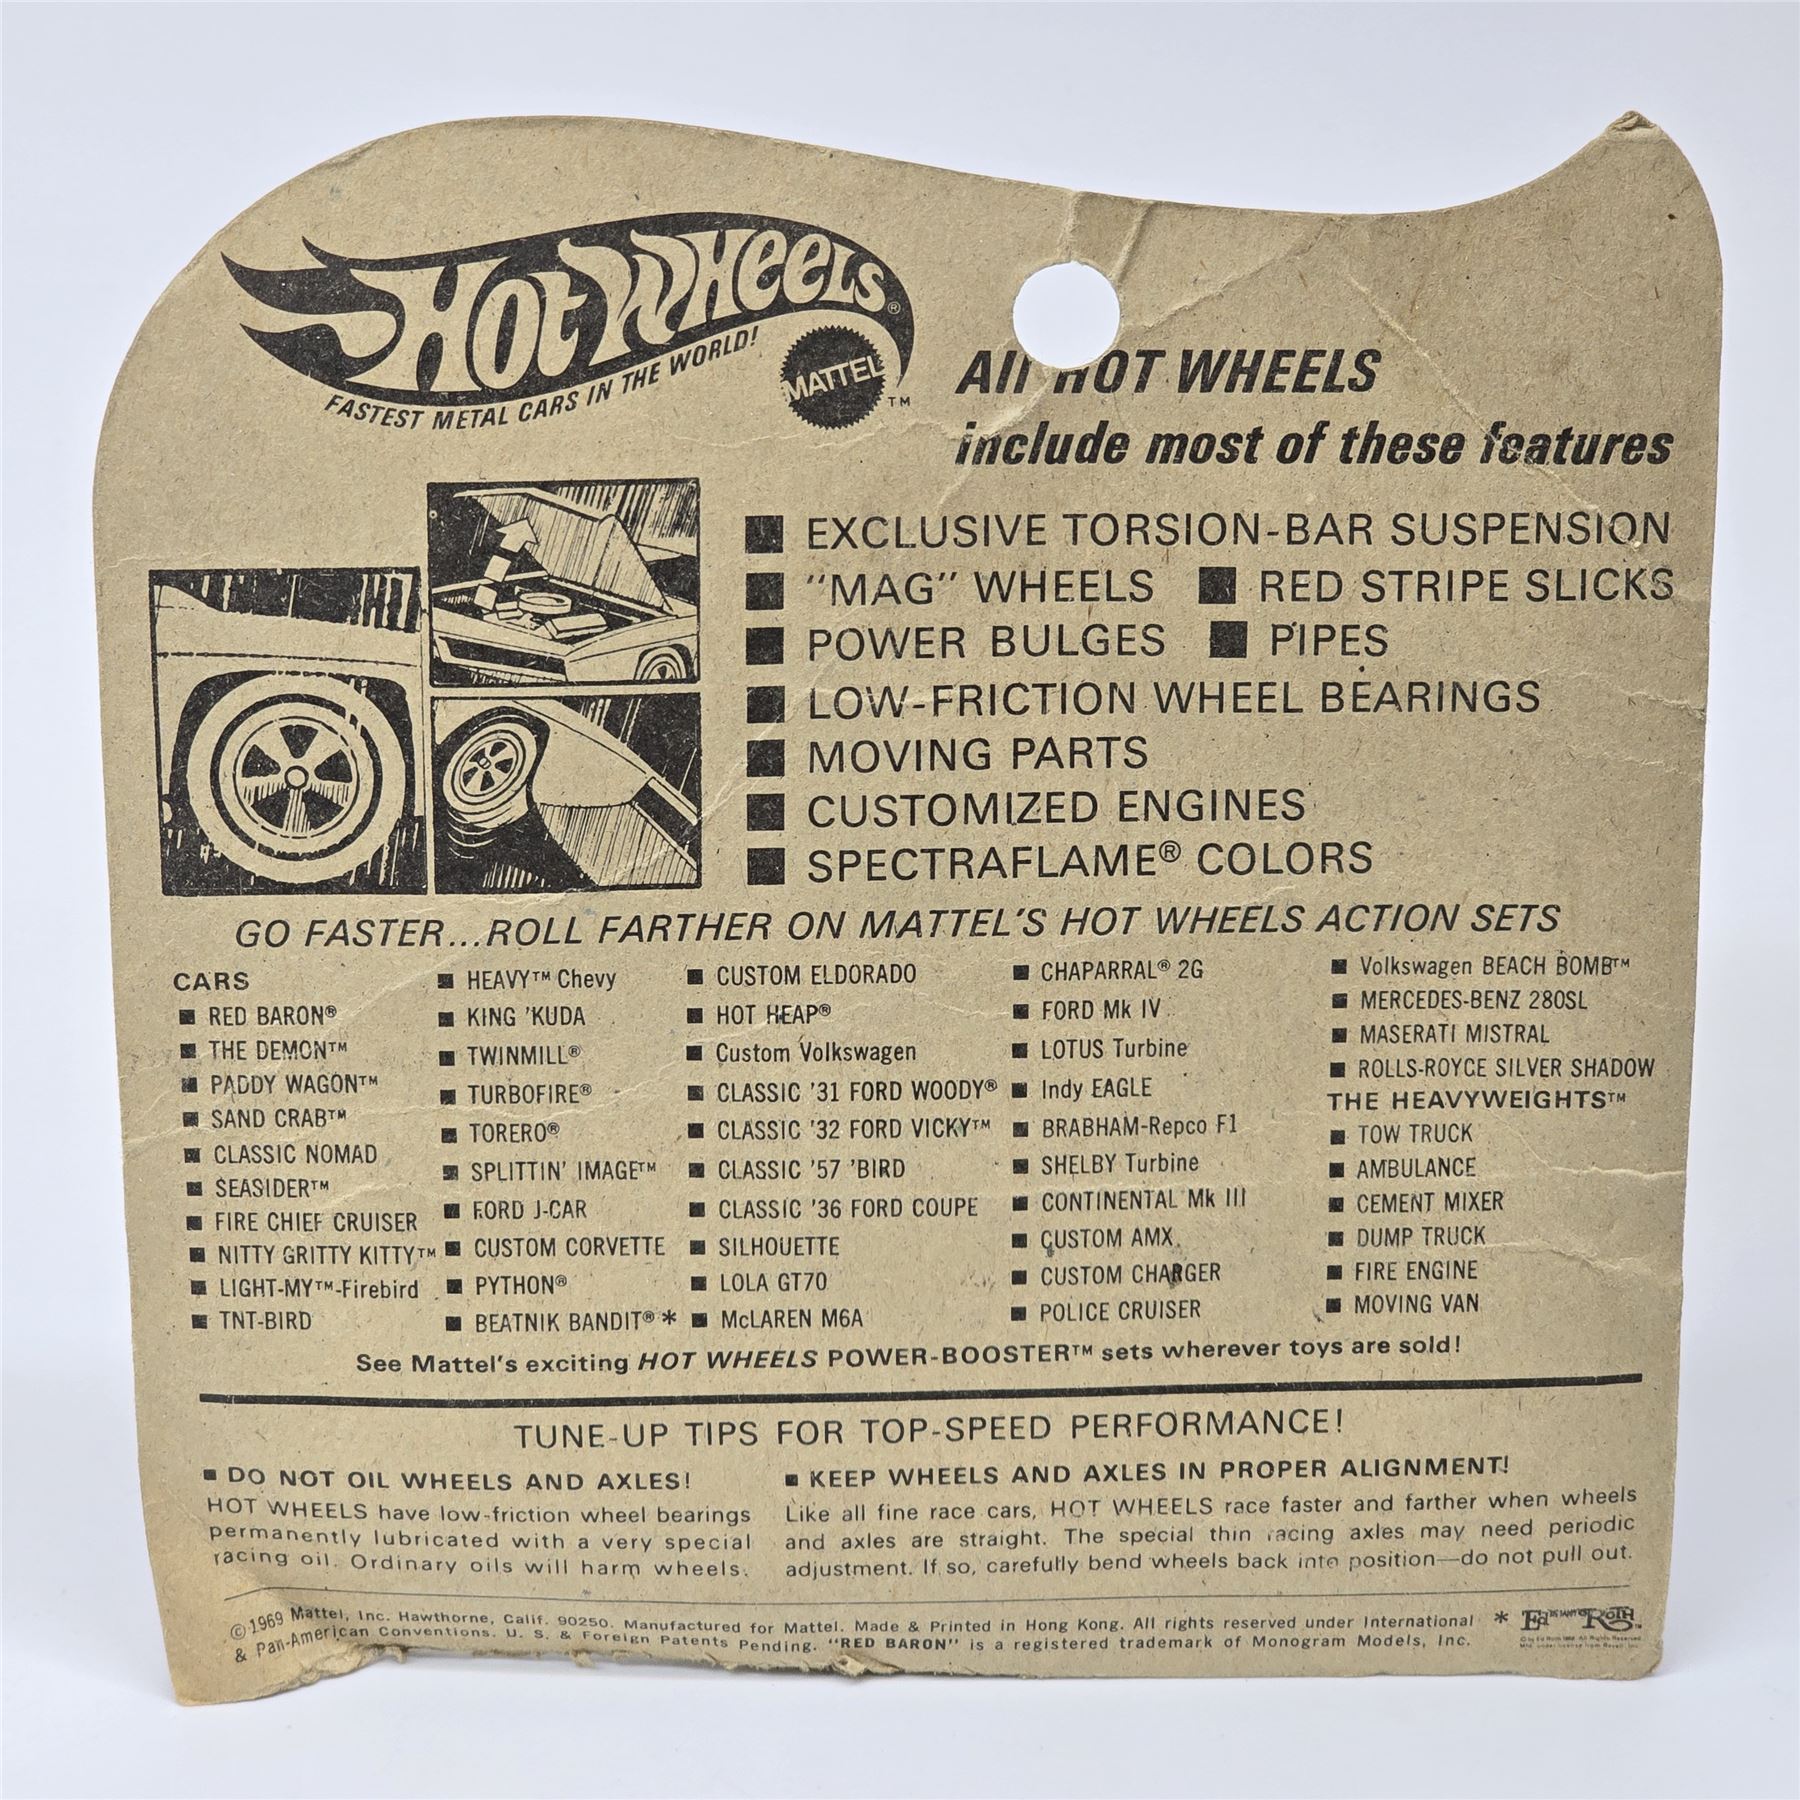 Hot Wheels®
FASTEST METAL CARS IN THE WORLD!
MATTEL ™
All HOT WHEELS
include most of these features
■ EXCLUSIVE TORSION-BAR SUSPENSION
■ "MAG" WHEELS ■ RED STRIPE SLICKS
■ POWER BULGES ■ PIPES
■ LOW-FRICTION WHEEL BEARINGS
■ MOVING PARTS
■ CUSTOMIZED ENGINES
■ SPECTRAFLAME® COLORS
GO FASTER...ROLL FARTHER ON MATTEL'S HOT WHEELS ACTION SETS
CARS
■ RED BARON®
■ THE DEMON™
■ PADDY WAGON™
■ SAND CRAB™
■ CLASSIC NOMAD
■ SEASIDER™
■ FIRE CHIEF CRUISER
■ NITTY GRITTY KITTY™
■ LIGHT-MY™-Firebird
■ TNT-BIRD
■ HEAVY™ Chevy
■ KING 'KUDA
■ TWINMILL®
■ TURBOFIRE®
■ TORERO®
■ SPLITTIN' IMAGE™
■ FORD J-CAR
■ CUSTOM CORVETTE
■ PYTHON®
■ BEATNIK BANDIT® *
■ CUSTOM ELDORADO
■ HOT HEAP®
■ Custom Volkswagen
■ CLASSIC '31 FORD WOODY®
■ CLASSIC '32 FORD VICKY™
■ CLASSIC '57 'BIRD
■ CLASSIC '36 FORD COUPE
■ SILHOUETTE
■ LOLA GT70
■ McLAREN M6A
■ CHAPARRAL® 2G
■ FORD Mk IV
■ LOTUS Turbine
■ Indy EAGLE
■ BRABHAM-Repco F1
■ SHELBY Turbine
■ CONTINENTAL Mk III
■ CUSTOM AMX
■ CUSTOM CHARGER
■ POLICE CRUISER
■ Volkswagen BEACH BOMB™
■ MERCEDES-BENZ 280SL
■ MASERATI MISTRAL
■ ROLLS-ROYCE SILVER SHADOW
THE HEAVYWEIGHTS™
■ TOW TRUCK
■ AMBULANCE
■ CEMENT MIXER
■ DUMP TRUCK
■ FIRE ENGINE
■ MOVING VAN
See Mattel's exciting HOT WHEELS POWER-BOOSTER™ sets wherever toys are sold!
TUNE-UP TIPS FOR TOP-SPEED PERFORMANCE!
■ DO NOT OIL WHEELS AND AXLES!
HOT WHEELS have low-friction wheel bearings
permanently lubricated with a very special
racing oil. Ordinary oils will harm wheels.
■ KEEP WHEELS AND AXLES IN PROPER ALIGNMENT!
Like all fine race cars, HOT WHEELS race faster and farther when wheels
and axles are straight. The special thin racing axles may need periodic
adjustment. If so, carefully bend wheels back into position—do not pull out.
©1969 Mattel, Inc. Hawthorne, Calif. 90250. Manufactured for Mattel. Made & Printed in Hong Kong. All rights reserved under International
& Pan-American Conventions. U. S. & Foreign Patents Pending. "RED BARON" is a registered trademark of Monogram Models, Inc.
* Ed Roth